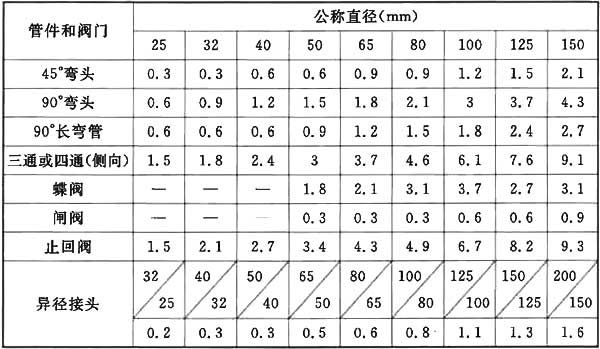 管件和阀门 公称直径(mm)
25 32 40 50 65 80 100 125 150
45°弯头 0.3 0.3 0.6 0.6 0.9 0.9 1.2 1.5 2.1
90°弯头 0.6 0.9 1.2 1.5 1.8 2.1 3 3.7 4.3
90°长弯管 0.6 0.6 0.6 0.9 1.2 1.5 1.8 2.4 2.7
三通或四通(侧向) 1.5 1.8 2.4 3 3.7 4.6 6.1 7.6 9.1
蝶阀 — — — 1.8 2.1 3.1 3.7 2.7 3.1
闸阀 — — — 0.3 0.3 0.3 0.6 0.6 0.9
止回阀 1.5 2.1 2.7 3.4 4.3 4.9 6.7 8.2 9.3
异径接头 32/25 40/32 50/40 65/50 80/65 100/80 125/100 150/125 200/150
0.2 0.3 0.3 0.5 0.6 0.8 1.1 1.3 1.6